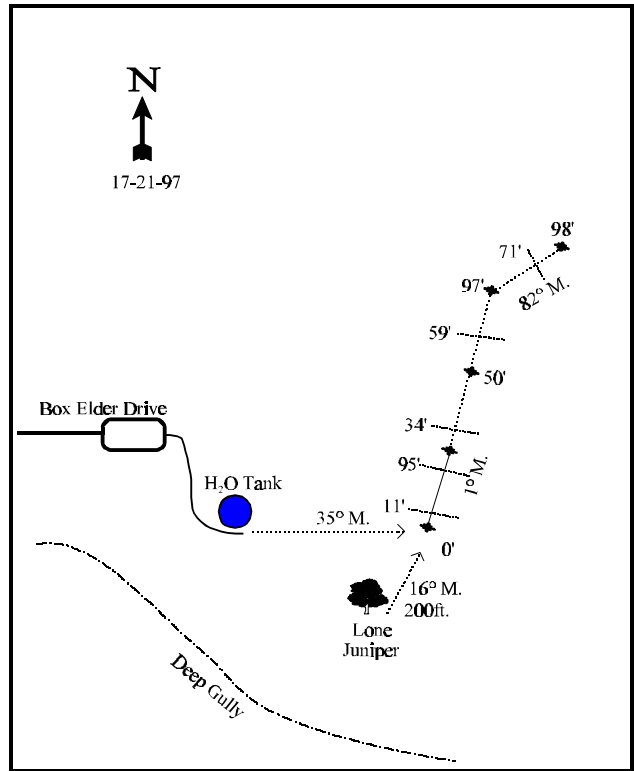 N
17-21-97
98'
71'
97'
82° M.
59'
50'
Box Elder Drive
34'
95'
1° M.
H₂O Tank
11'
35° M.
0'
16° M.
200ft.
Lone
Juniper
Deep Gully